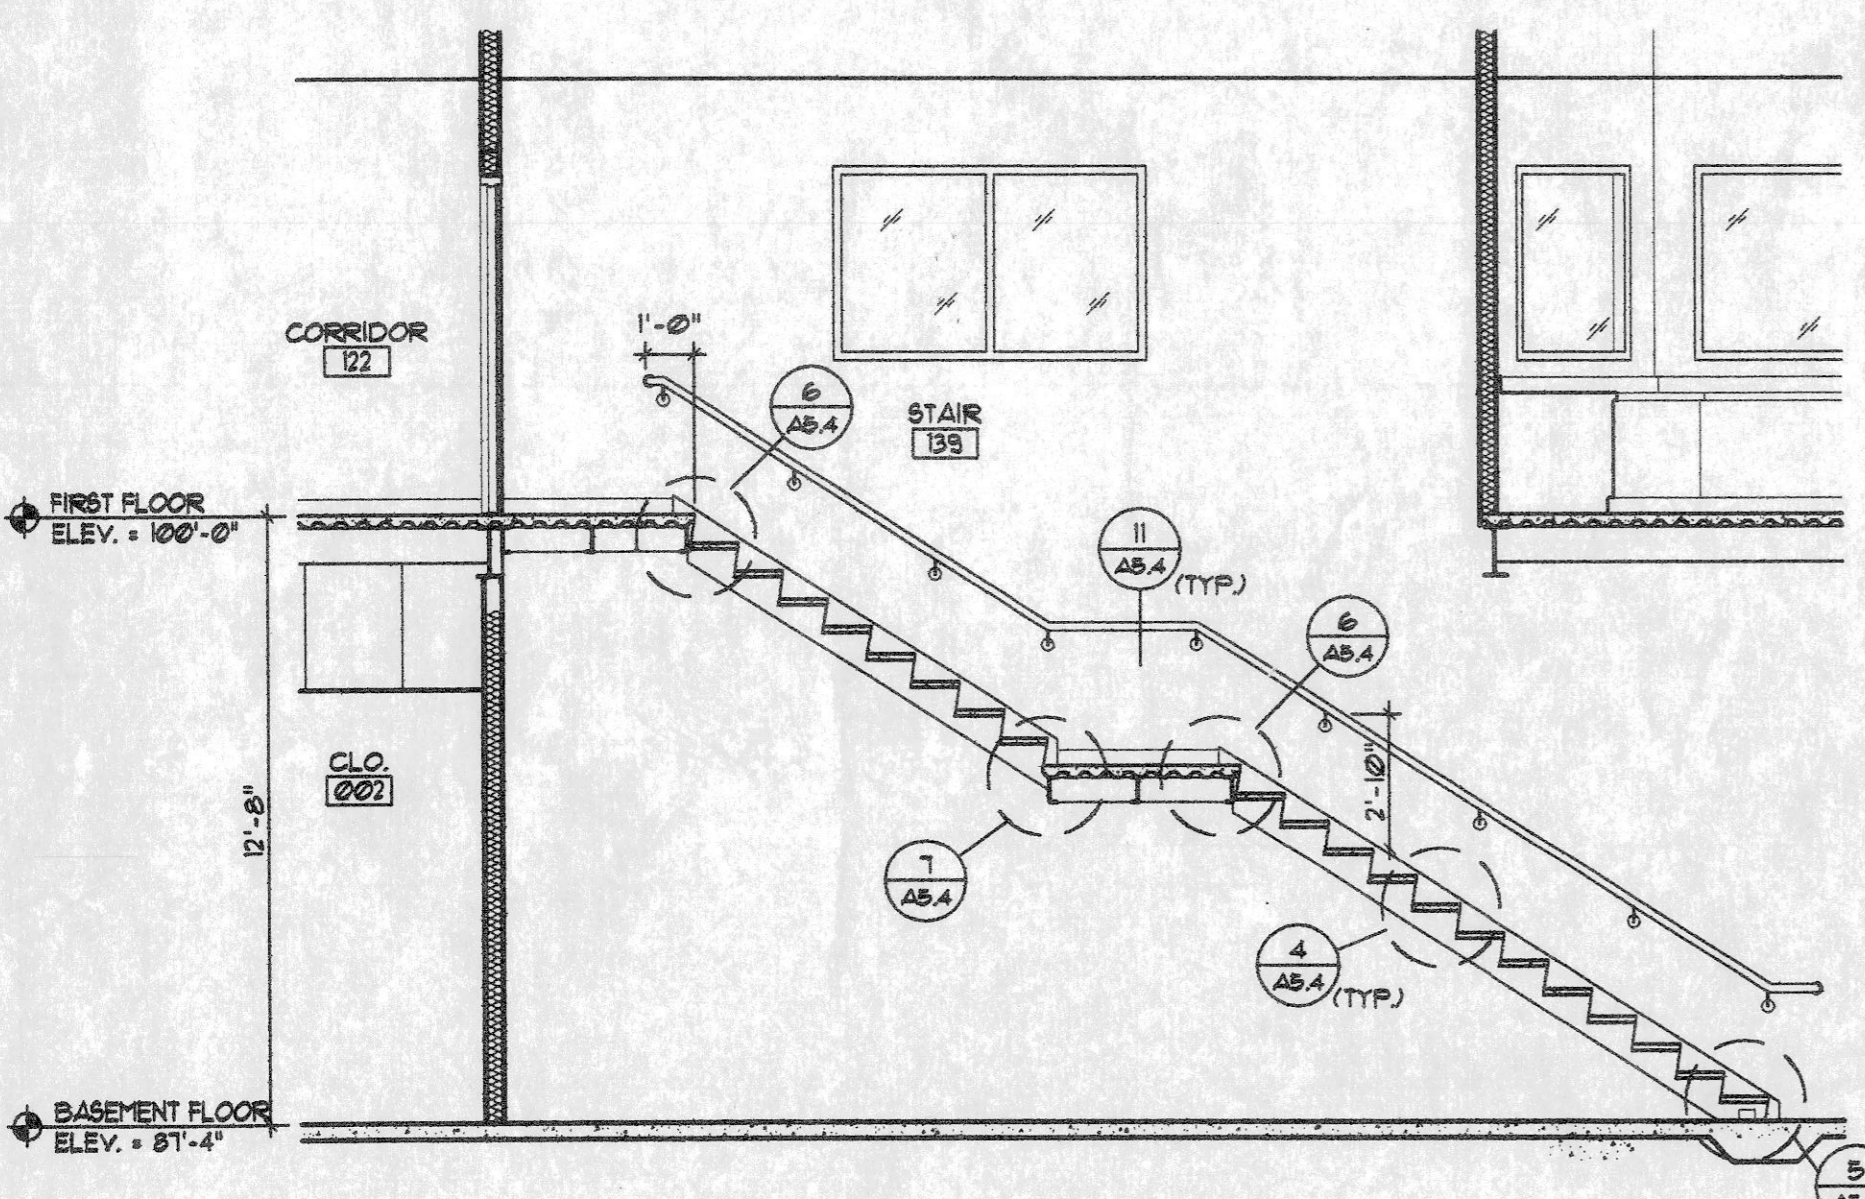 CORRIDOR
122
1'-0"
6
A5.4
STAIR
139
FIRST FLOOR
ELEV. = 100'-0"
11
A5.4
(TYP.)
6
A5.4
CLO.
002
12'-8"
2'-10"
7
A5.4
4
A5.4
(TYP.)
BASEMENT FLOOR
ELEV. = 87'-4"
5